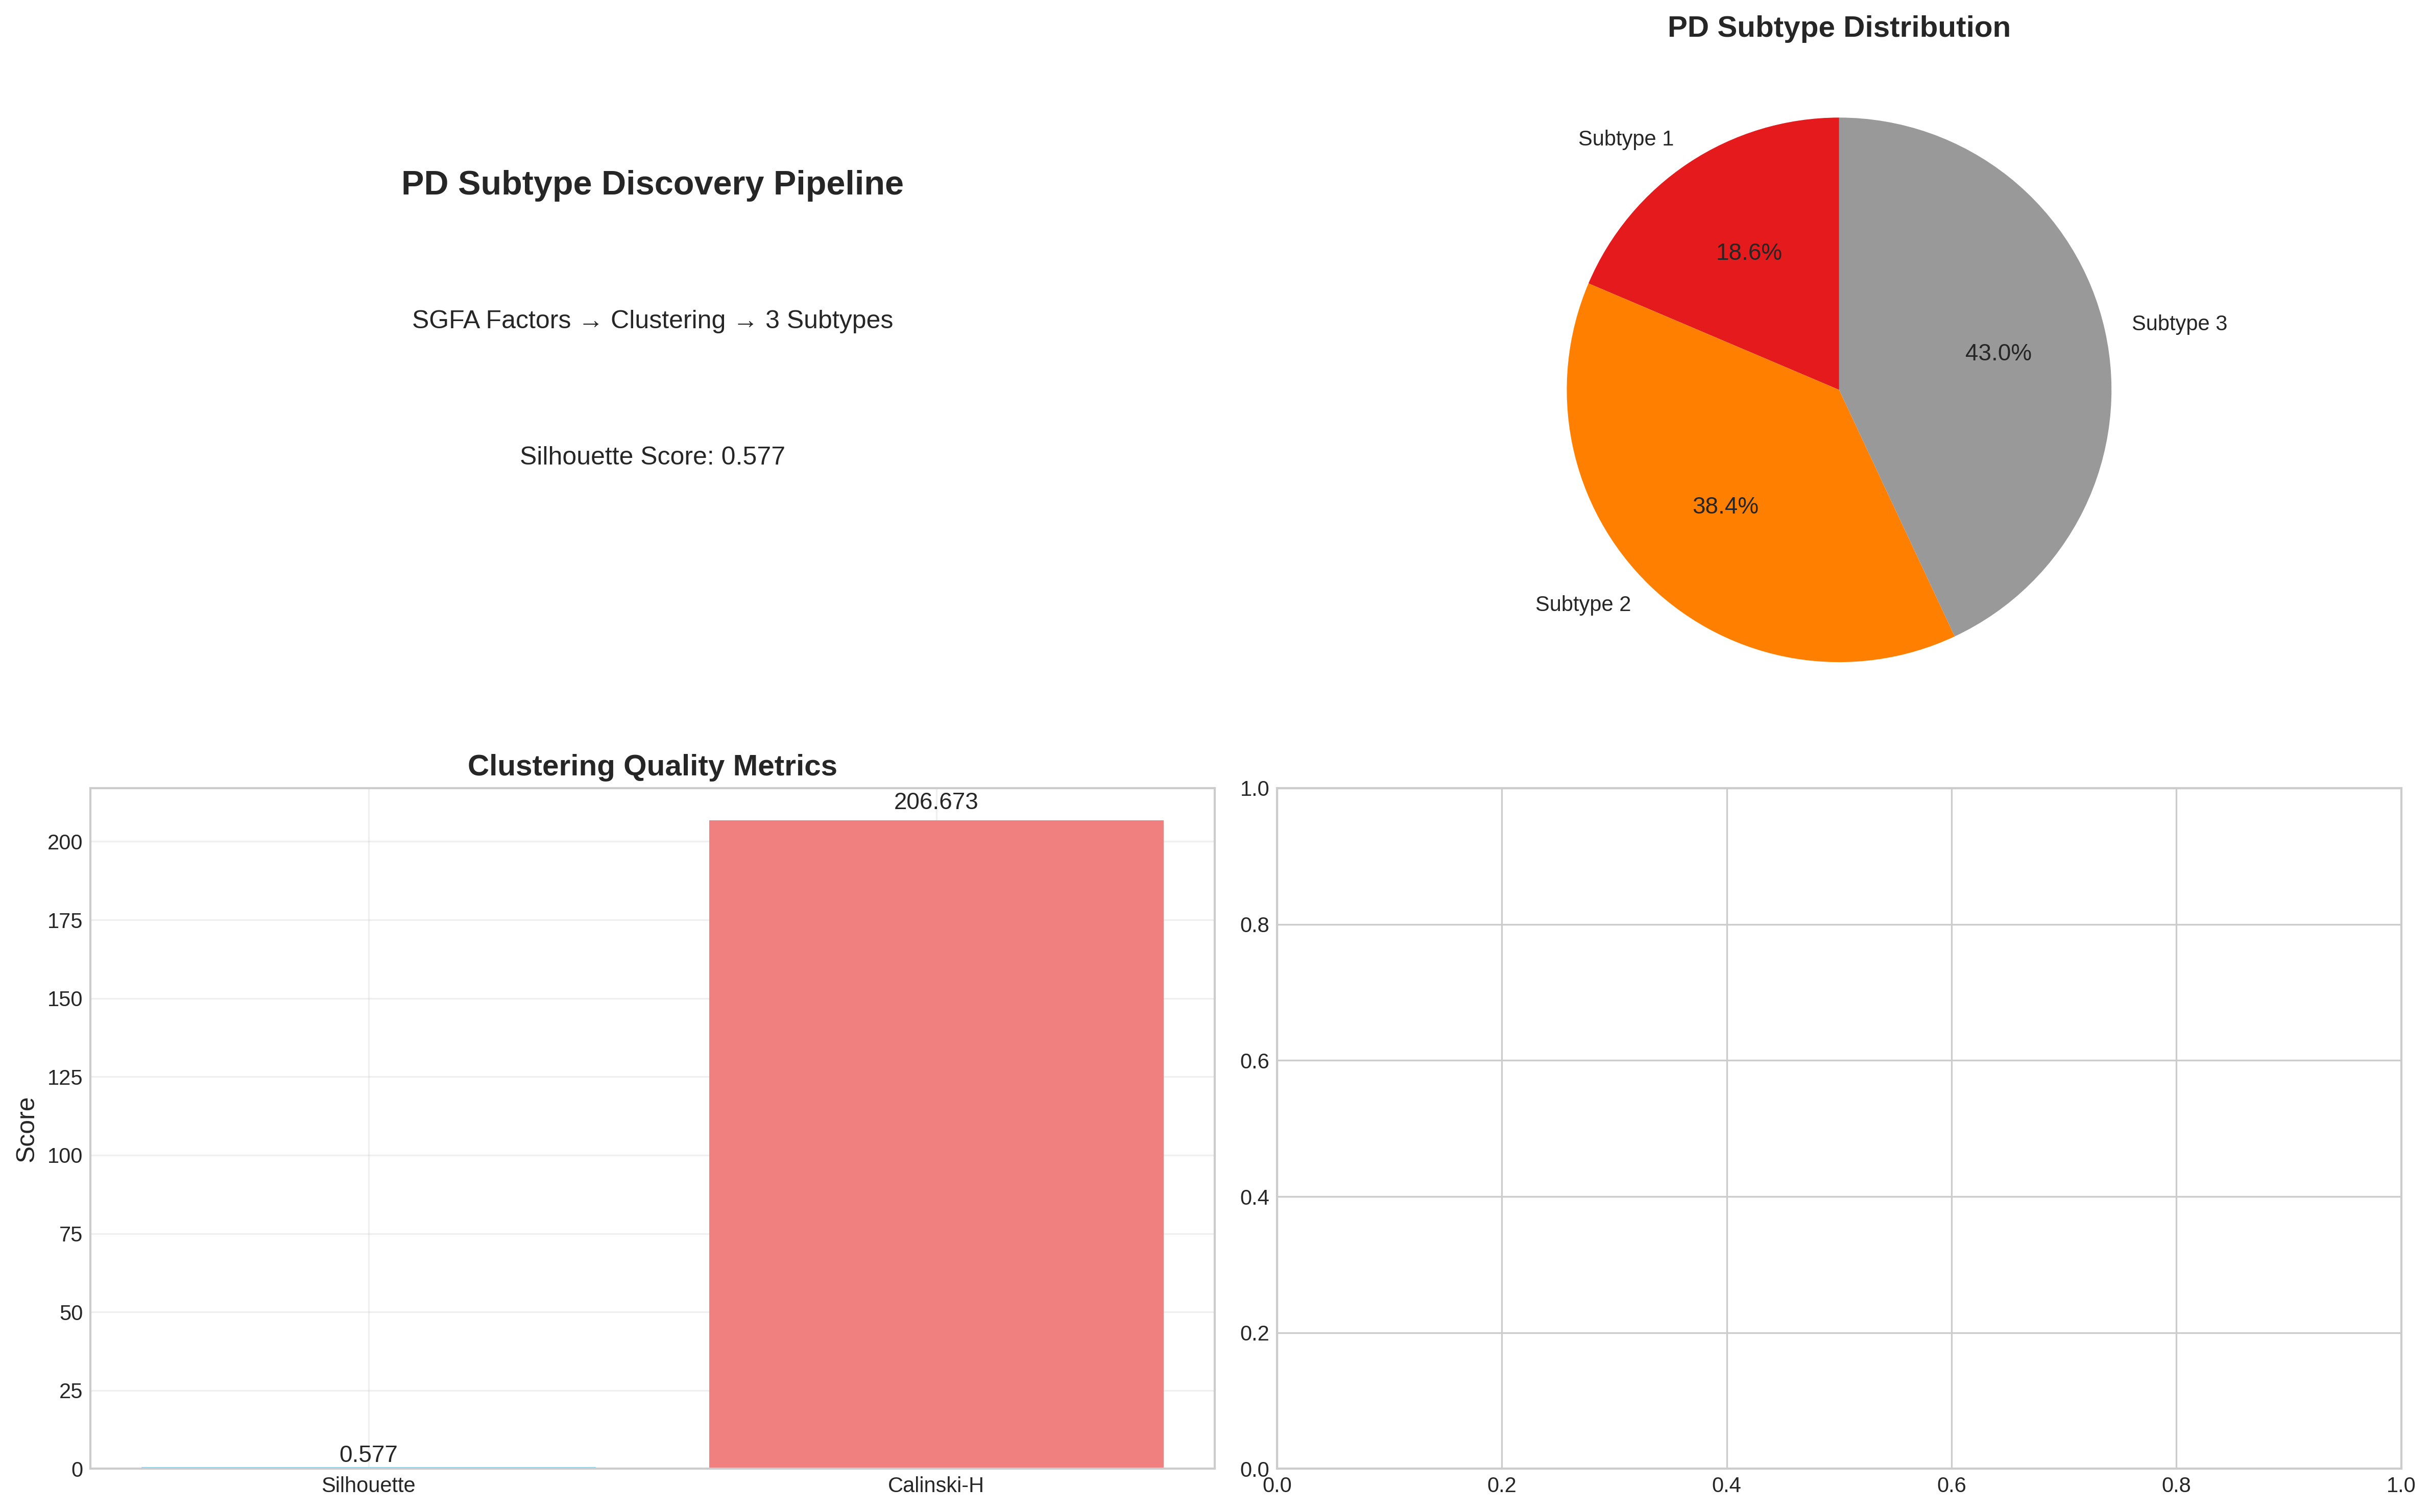 PD Subtype Discovery Pipeline
SGFA Factors → Clustering → 3 Subtypes
Silhouette Score: 0.577
PD Subtype Distribution
Subtype 1
18.6%
Subtype 3
43.0%
38.4%
Subtype 2
Clustering Quality Metrics
Score
200
175
150
125
100
75
50
25
0
206.673
0.577
Silhouette
Calinski-H
1.0
0.8
0.6
0.4
0.2
0.0
0.0
0.2
0.4
0.6
0.8
1.0